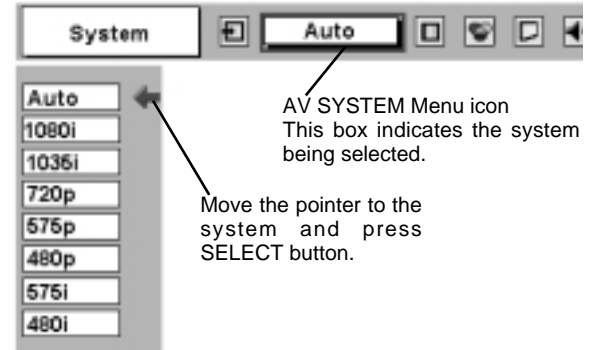 System
Auto
AV SYSTEM Menu icon
This box indicates the system
being selected.
Auto
1080i
1035i
720p
575p
480p
575i
480i
Move the pointer to the
system and press
SELECT button.